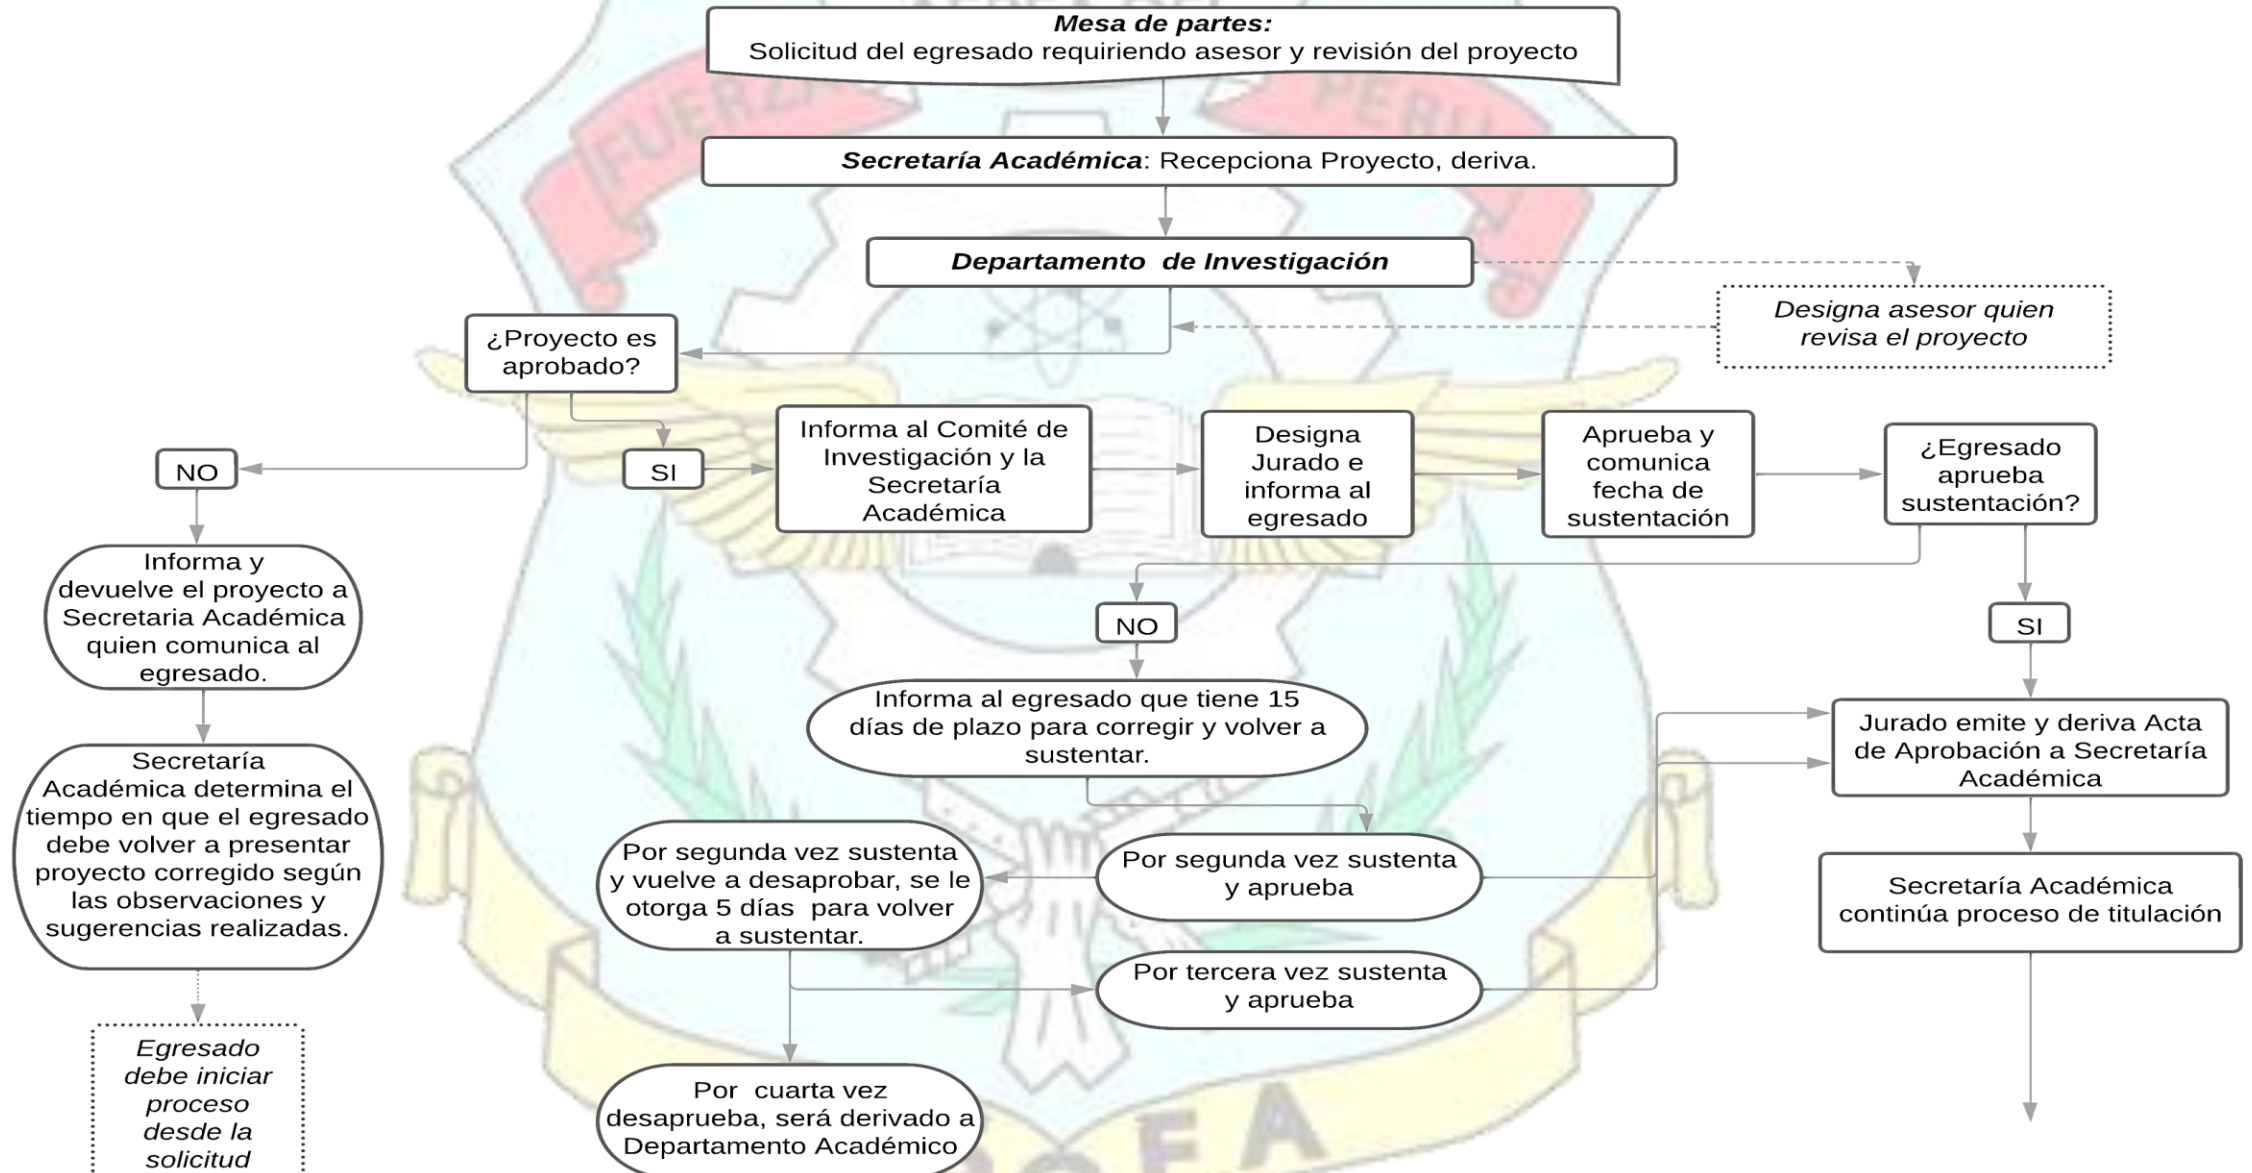 AÉREA DEL
FUERZA
PERU
Mesa de partes:
Solicitud del egresado requiriendo asesor y revisión del proyecto
Secretaría Académica: Recepciona Proyecto, deriva.
Departamento de Investigación
Designa asesor quien
revisa el proyecto
¿Proyecto es
aprobado?
NO
SI
Informa al Comité de
Investigación y la
Secretaría
Académica
Designa
Jurado e
informa al
egresado
Aprueba y
comunica
fecha de
sustentación
¿Egresado
aprueba
sustentación?
Informa y
devuelve el proyecto a
Secretaria Académica
quien comunica al
egresado.
NO
SI
Informa al egresado que tiene 15
días de plazo para corregir y volver a
sustentar.
Jurado emite y deriva Acta
de Aprobación a Secretaría
Académica
Secretaría
Académica determina el
tiempo en que el egresado
debe volver a presentar
proyecto corregido según
las observaciones y
sugerencias realizadas.
Por segunda vez sustenta
y vuelve a desaprobar, se le
otorga 5 días para volver
a sustentar.
Por segunda vez sustenta
y aprueba
Secretaría Académica
continúa proceso de titulación
Por tercera vez sustenta
y aprueba
Egresado
debe iniciar
proceso
desde la
solicitud
Por cuarta vez
desaprueba, será derivado a
Departamento Académico
OFA